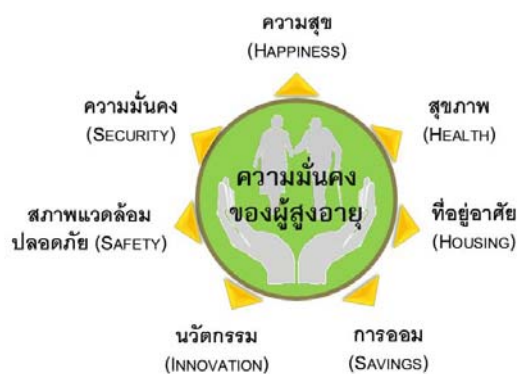 ความสุข
(HAPPINESS)
สุขภาพ
(HEALTH)
ที่อยู่อาศัย
(HOUSING)
การออม
(SAVINGS)
นวัตกรรม
(INNOVATION)
สภาพแวดล้อม
ปลอดภัย (SAFETY)
ความมั่นคง
(SECURITY)
ความมั่นคง
ของผู้สูงอายุ